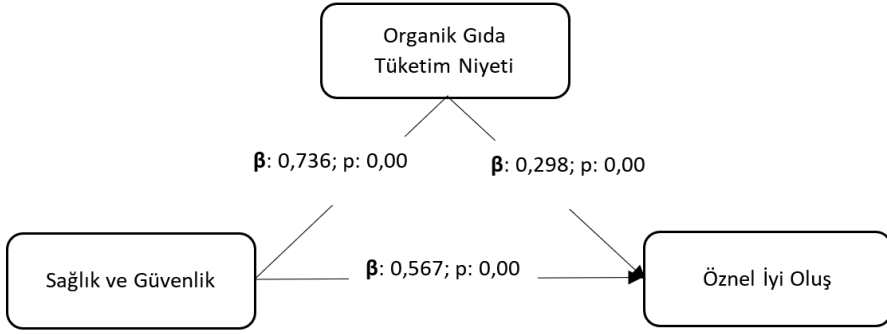 Organik Gıda
Tüketim Niyeti
β: 0,736; p: 0,00
β: 0,298; p: 0,00
Sağlık ve Güvenlik
β: 0,567; p: 0,00
Öznel İyi Oluş